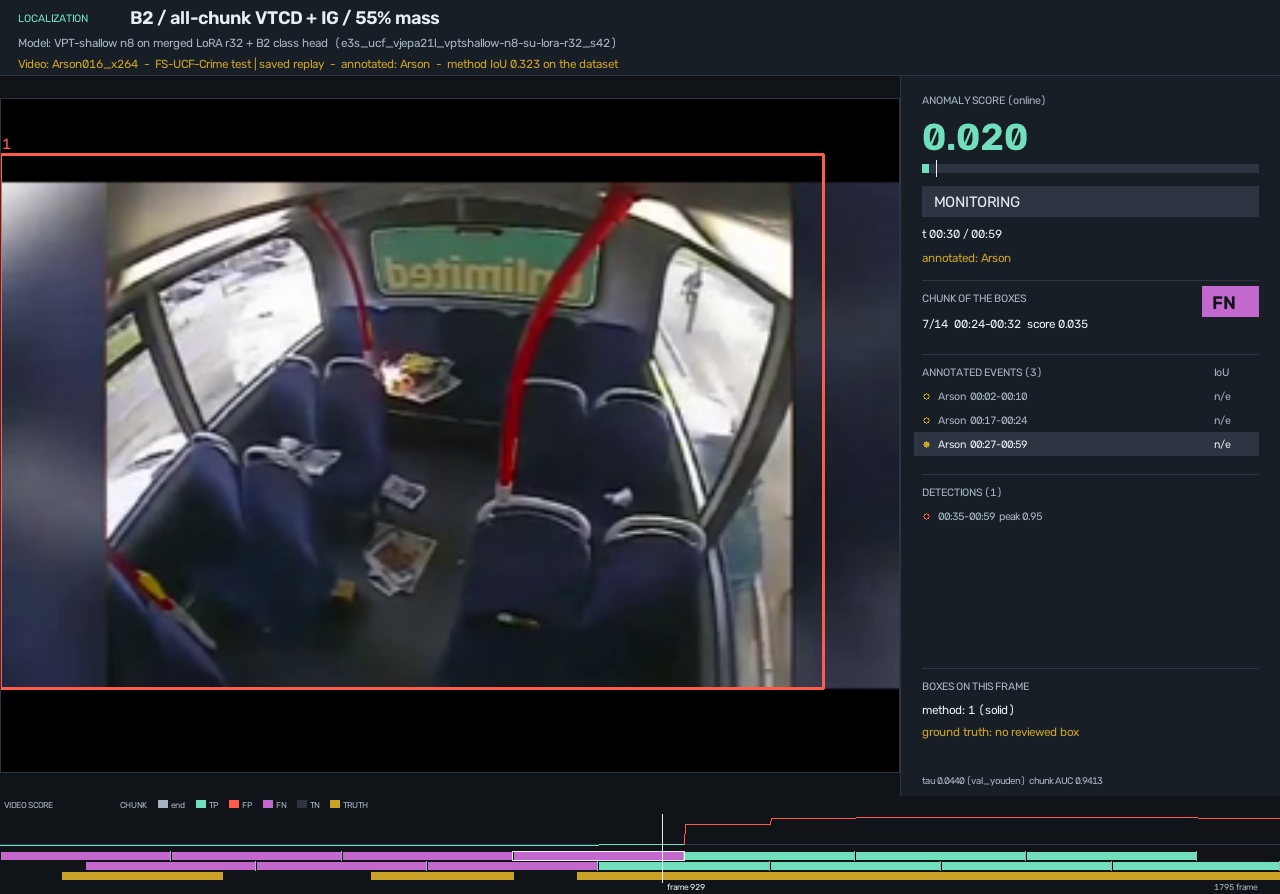 LOCALIZATION B2 / all-chunk VTCD + IG / 55% mass
Model: VPT-shallow n8 on merged LoRA r32 + B2 class head (e3s_ucf_vjepa21l_vptshallow-n8-su-lora-r32_s42)
Video: Arson016_x264 - FS-UCF-Crime test | saved replay - annotated: Arson - method IoU 0.323 on the dataset
1
unlimited
ANOMALY SCORE (online)
0.020
MONITORING
t 00:30 / 00:59
annotated: Arson
CHUNK OF THE BOXES
FN
7/14 00:24-00:32 score 0.035
ANNOTATED EVENTS (3) IoU
Arson 00:02-00:10 n/e
Arson 00:17-00:24 n/e
Arson 00:27-00:59 n/e
DETECTIONS (1)
00:35-00:59 peak 0.95
BOXES ON THIS FRAME
method: 1 (solid)
ground truth: no reviewed box
tau 0.0440 (val_youden) chunk AUC 0.9413
VIDEO SCORE CHUNK end TP FP FN TN TRUTH
frame 929 1795 frame